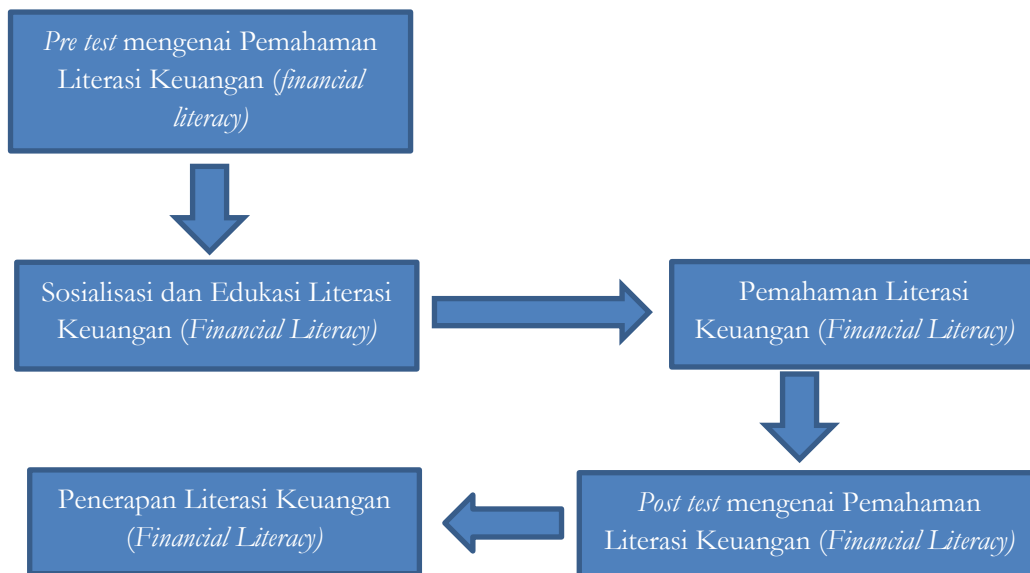 Pre test mengenai Pemahaman
Literasi Keuangan (financial
literacy)
Sosialisasi dan Edukasi Literasi
Keuangan (Financial Literacy)
Pemahaman Literasi
Keuangan (Financial Literacy)
Post test mengenai Pemahaman
Literasi Keuangan (Financial Literacy)
Penerapan Literasi Keuangan
(Financial Literacy)